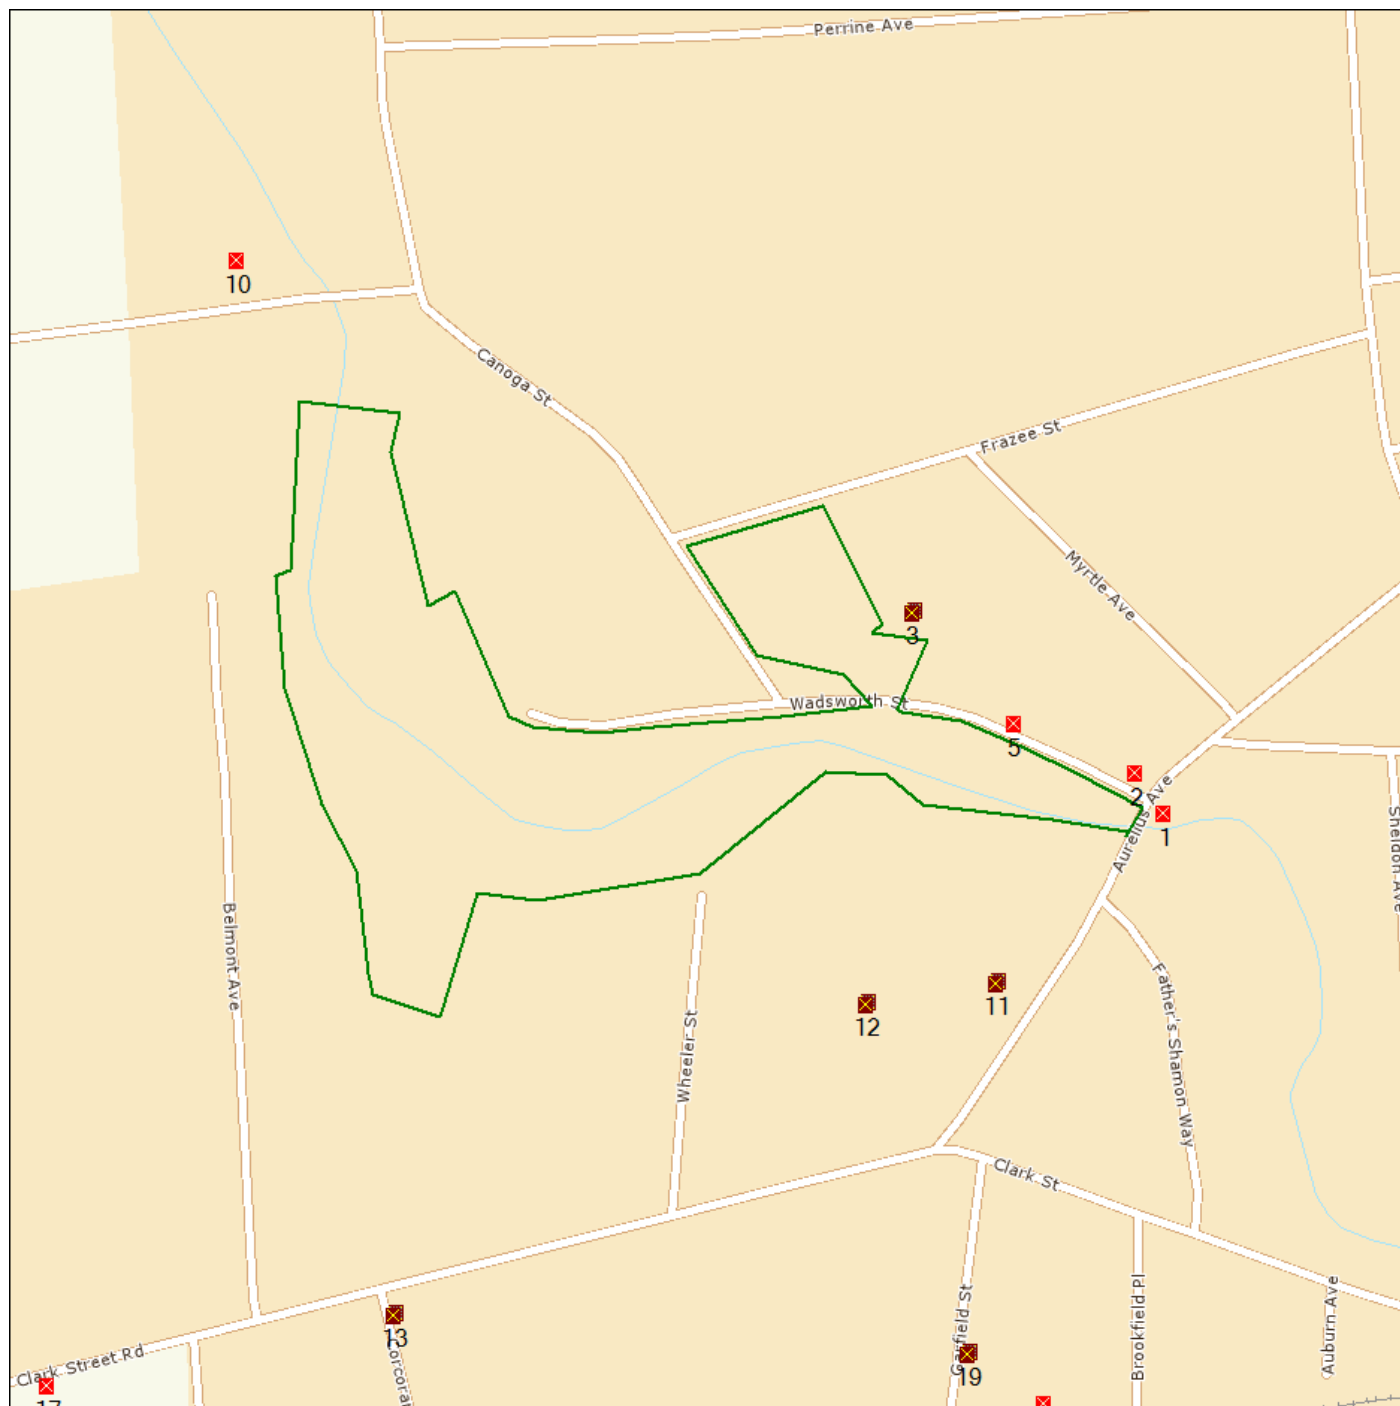 Perrine Ave
10
Canoga St
Frazee St
Myrtle Ave
3
Wadsworth St
5
2
1
Aurelius Ave
Sheldon Ave
Belmont Ave
Father's Shamon Way
11
12
Wheeler St
Clark St
13
Garfield St
Brookfield Pl
Auburn Ave
Clark Street Rd
19
17